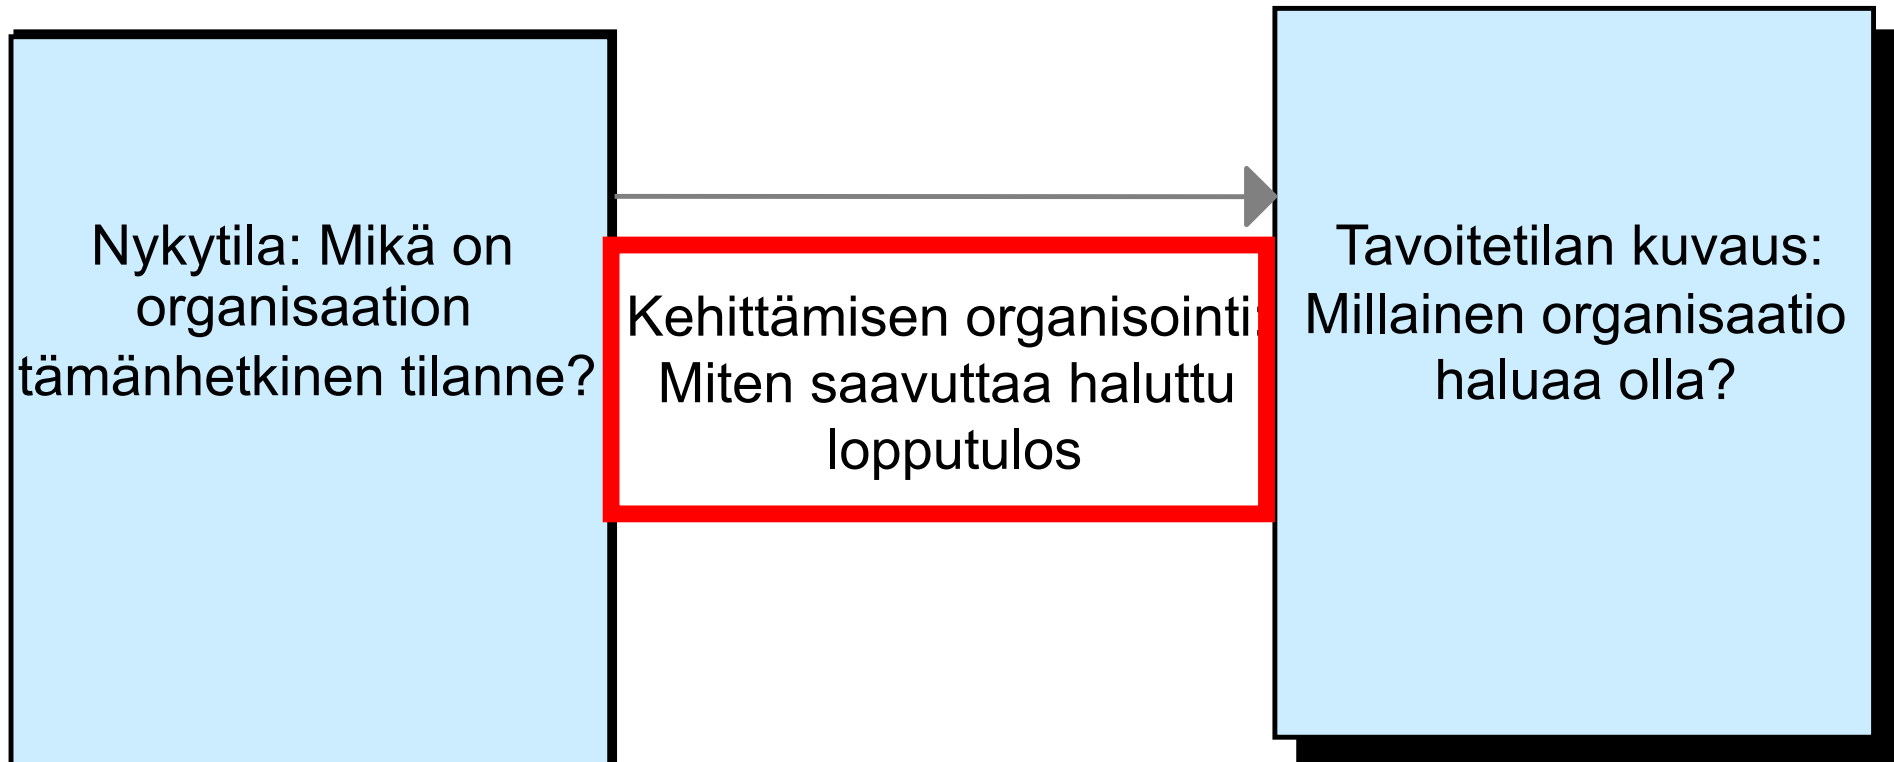 Nykytila: Mikä on
organisaation
tämänhetkinen tilanne?
Kehittämisen organisointi:
Miten saavuttaa haluttu
lopputulos
Tavoitetilan kuvaus:
Millainen organisaatio
haluaa olla?